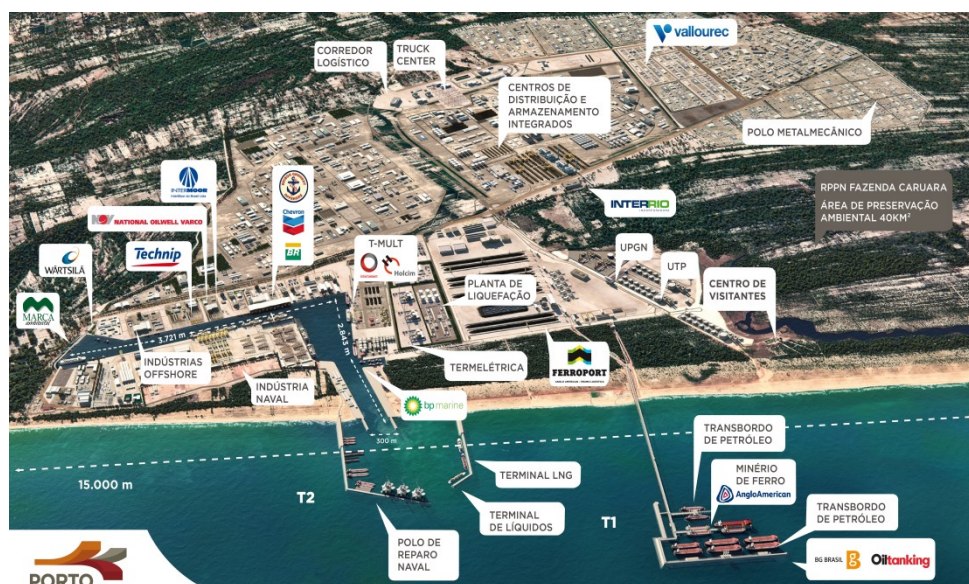 vallourec
CORREDOR
LOGÍSTICO
TRUCK
CENTER
CENTROS DE
DISTRIBUIÇÃO E
ARMAZENAMENTO
INTEGRADOS
POLO METALMECÂNICO
INTERMOOR
NATIONAL OILWELL VARCO
Chevron
BR
INTERRIO
RPPN FAZENDA CARUARA
ÁREA DE PRESERVAÇÃO
AMBIENTAL 40KM²
WÄRTSILÄ
Technip
T-MULT
Holcim
UPGN
UTP
CENTRO DE
VISITANTES
PLANTA DE
LIQUEFAÇÃO
MARCA
ambiental
3.721 m
2.843 m
INDÚSTRIAS
OFFSHORE
INDÚSTRIA
NAVAL
TERMELÉTRICA
FERROPORT
bp marine
300 m
15.000 m
T2
TERMINAL LNG
TERMINAL
DE LÍQUIDOS
POLO DE
REPARO
NAVAL
T1
TRANSBORDO
DE PETRÓLEO
MINÉRIO
DE FERRO
AngloAmerican
TRANSBORDO
DE PETRÓLEO
BG BRASIL
Oiltanking
PORTO